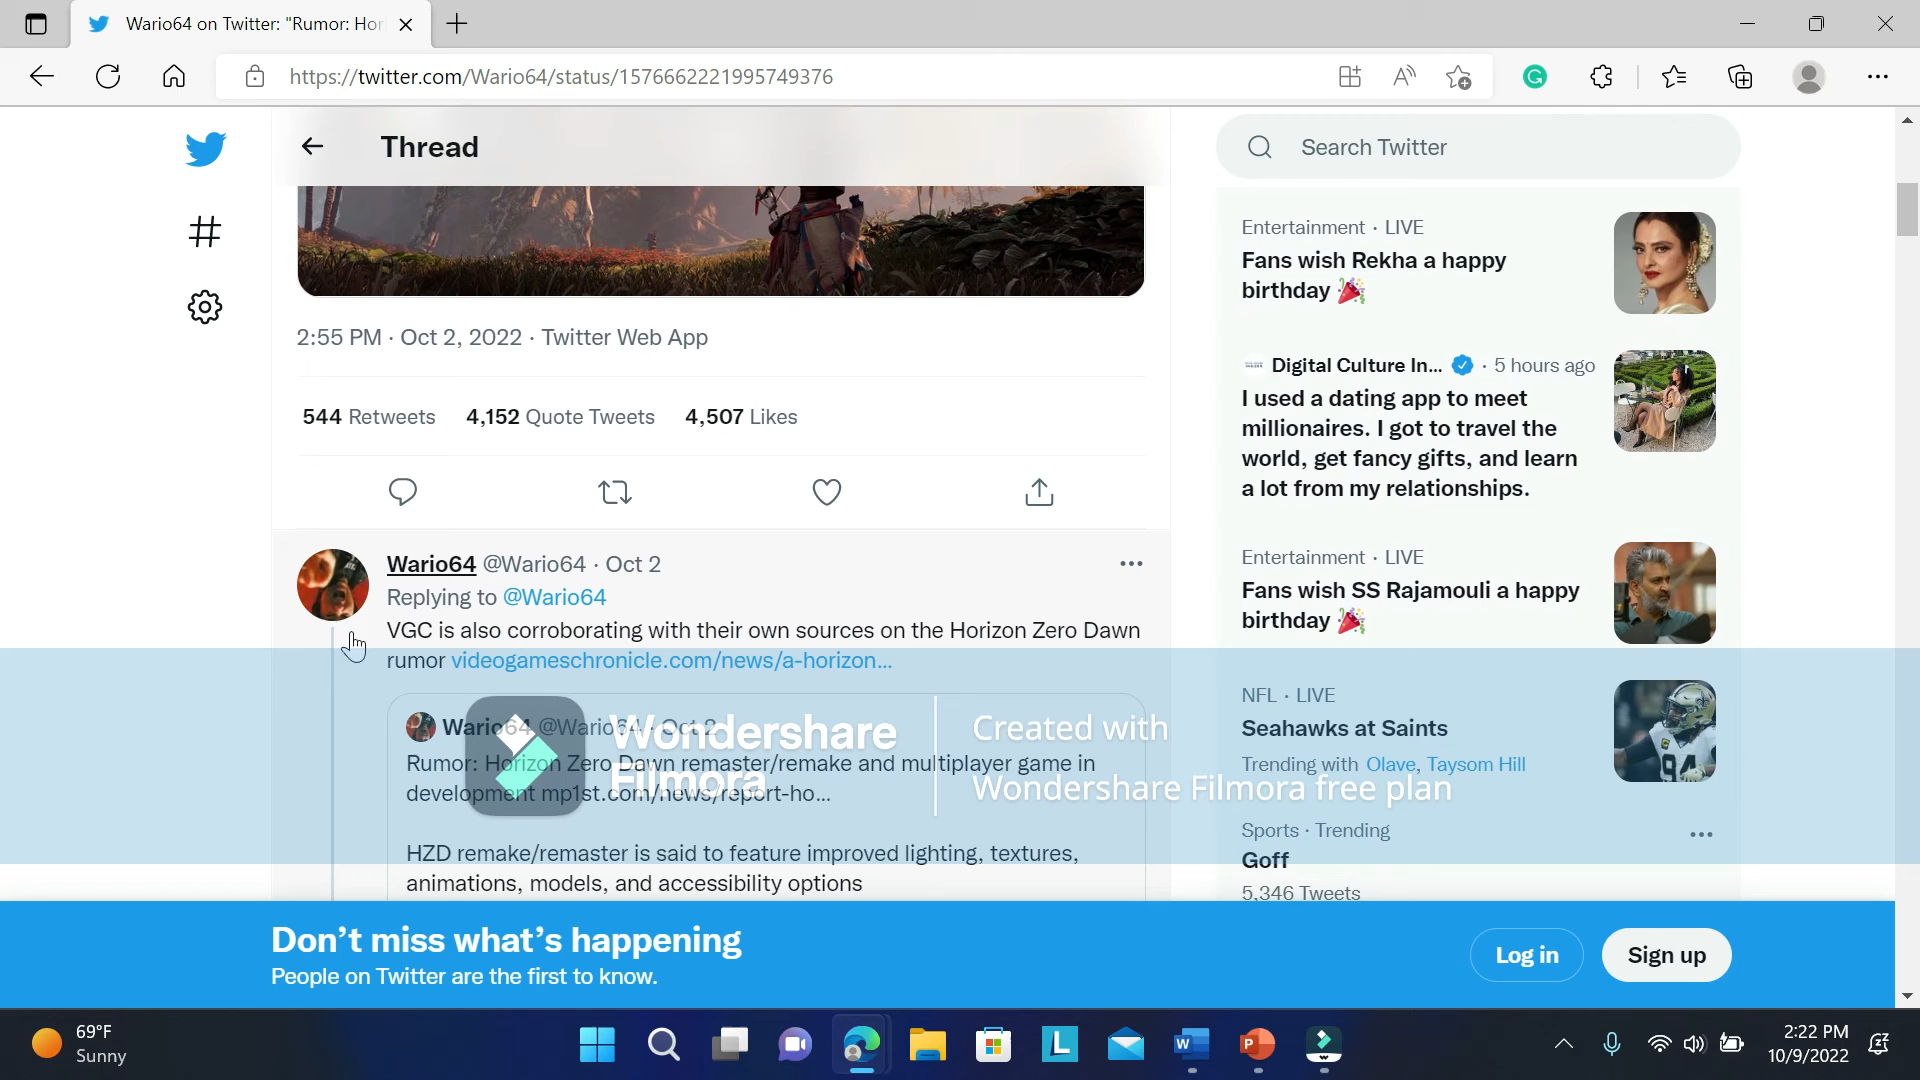 Wario64 on Twitter: "Rumor: Hor
https://twitter.com/Wario64/status/1576662221995749376
Thread
2:55 PM · Oct 2, 2022 · Twitter Web App
544 Retweets 4,152 Quote Tweets 4,507 Likes
Wario64 @Wario64 · Oct 2
Replying to @Wario64
VGC is also corroborating with their own sources on the Horizon Zero Dawn
rumor videogameschronicle.com/news/a-horizon...
Wario64 @Wario64 · Oct 2
Rumor: Horizon Zero Dawn remaster/remake and multiplayer game in
development mp1st.com/news/report-ho...
HZD remake/remaster is said to feature improved lighting, textures,
animations, models, and accessibility options
Wondershare
Filmora
Created with
Wondershare Filmora free plan
Search Twitter
Entertainment · LIVE
Fans wish Rekha a happy
birthday 🎉
Digital Culture In... · 5 hours ago
I used a dating app to meet
millionaires. I got to travel the
world, get fancy gifts, and learn
a lot from my relationships.
Entertainment · LIVE
Fans wish SS Rajamouli a happy
birthday 🎉
NFL · LIVE
Seahawks at Saints
Trending with Olave, Taysom Hill
94
Sports · Trending
Goff
5,346 Tweets
Don't miss what's happening
People on Twitter are the first to know.
Log in
Sign up
69°F
Sunny
L
W
P
2:22 PM
10/9/2022